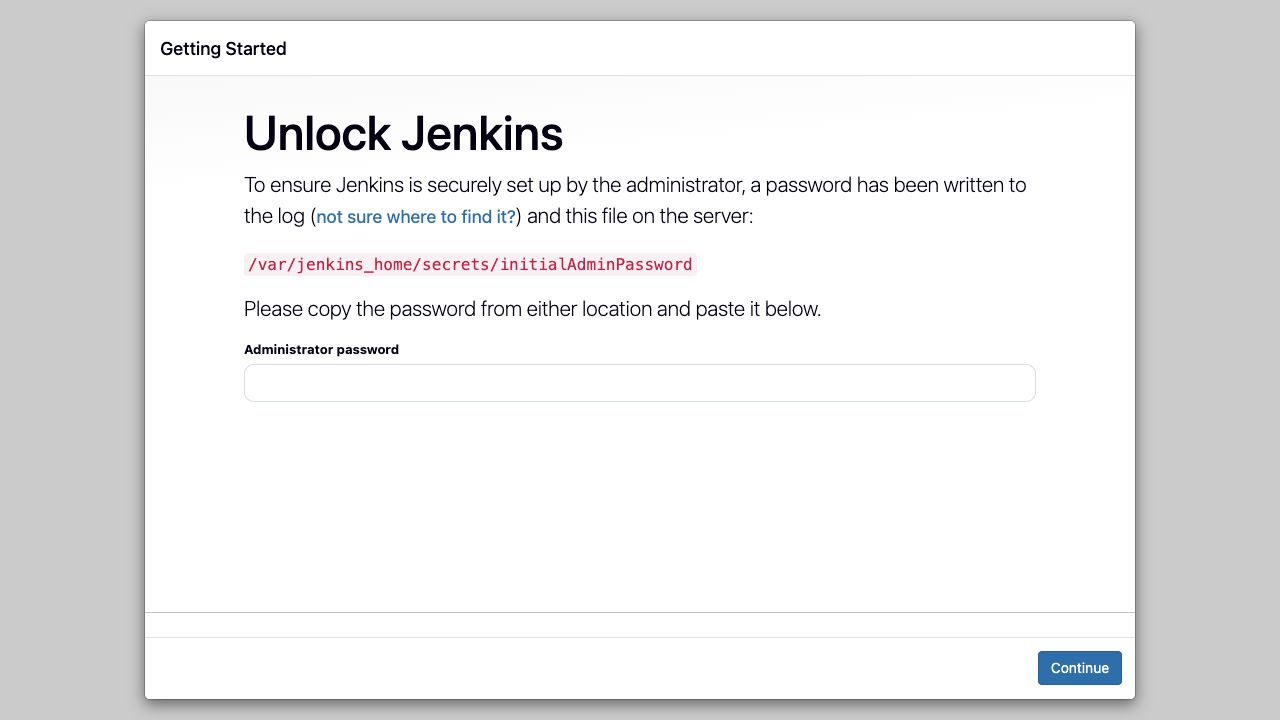 Getting Started
Unlock Jenkins
To ensure Jenkins is securely set up by the administrator, a password has been written to
the log (not sure where to find it?) and this file on the server:
/var/jenkins_home/secrets/initialAdminPassword
Please copy the password from either location and paste it below.
Administrator password
Continue